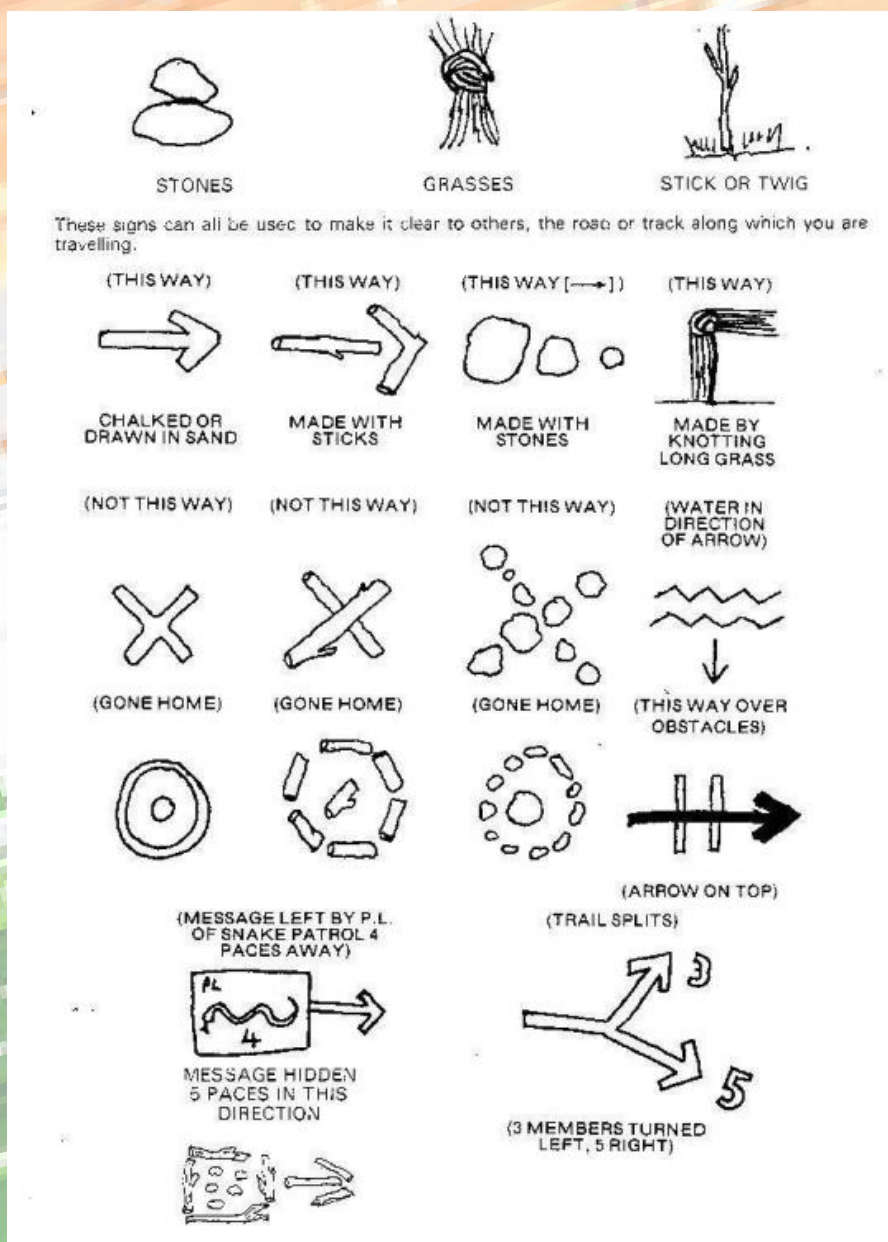 STONES
GRASSES
STICK OR TWIG
These signs can all be used to make it clear to others, the road or track along which you are
travelling.
(THIS WAY)
(THIS WAY)
(THIS WAY [→])
(THIS WAY)
CHALKED OR
DRAWN IN SAND
MADE WITH
STICKS
MADE WITH
STONES
MADE BY
KNOTTING
LONG GRASS
(NOT THIS WAY)
(NOT THIS WAY)
(NOT THIS WAY)
(WATER IN
DIRECTION
OF ARROW)
(GONE HOME)
(GONE HOME)
(GONE HOME)
(THIS WAY OVER
OBSTACLES)
(ARROW ON TOP)
(MESSAGE LEFT BY P.L.
OF SNAKE PATROL 4
PACES AWAY)
PL
4
MESSAGE HIDDEN
5 PACES IN THIS
DIRECTION
(TRAIL SPLITS)
3
5
(3 MEMBERS TURNED
LEFT, 5 RIGHT)